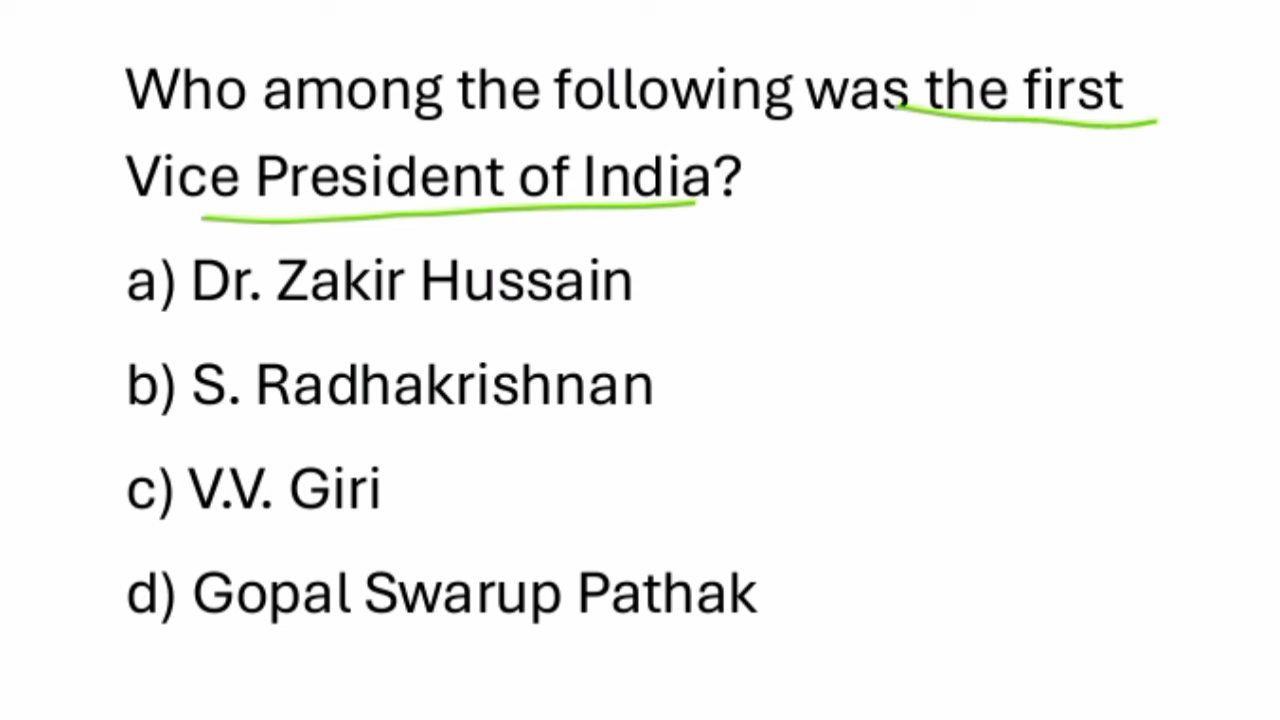 Who among the following was the first
Vice President of India?
a) Dr. Zakir Hussain
b) S. Radhakrishnan
c) V.V. Giri
d) Gopal Swarup Pathak